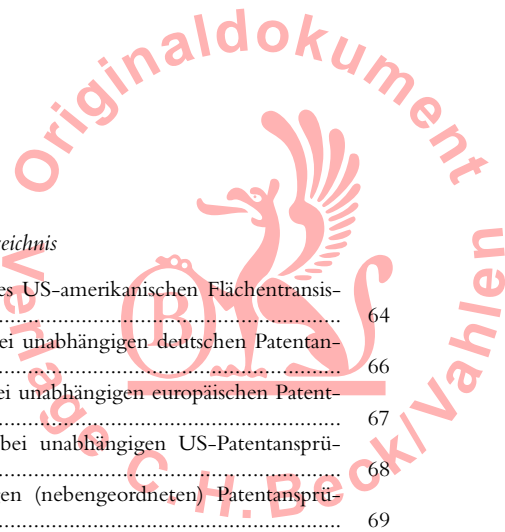 Originaldokument
zeichnis
es US-amerikanischen Flächentransis-
........ 64
ei unabhängigen deutschen Patentan-
........ 66
ei unabhängigen europäischen Patent-
........ 67
bei unabhängigen US-Patentansprü-
........ 68
en (nebengeordneten) Patentansprü-
........ 69
B
Verlage C. H. Beck/Vahlen